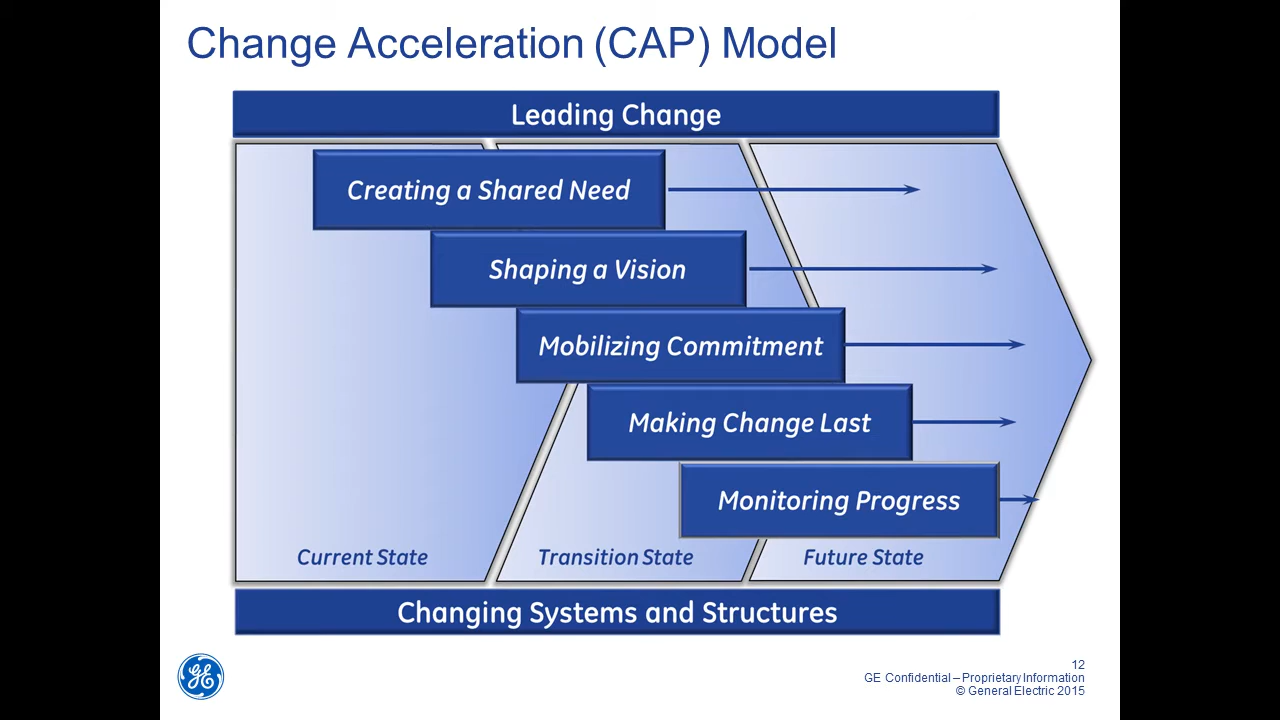 Change Acceleration (CAP) Model
Leading Change
Creating a Shared Need
Shaping a Vision
Mobilizing Commitment
Making Change Last
Monitoring Progress
Current State
Transition State
Future State
Changing Systems and Structures
GE
12
GE Confidential – Proprietary Information
© General Electric 2015